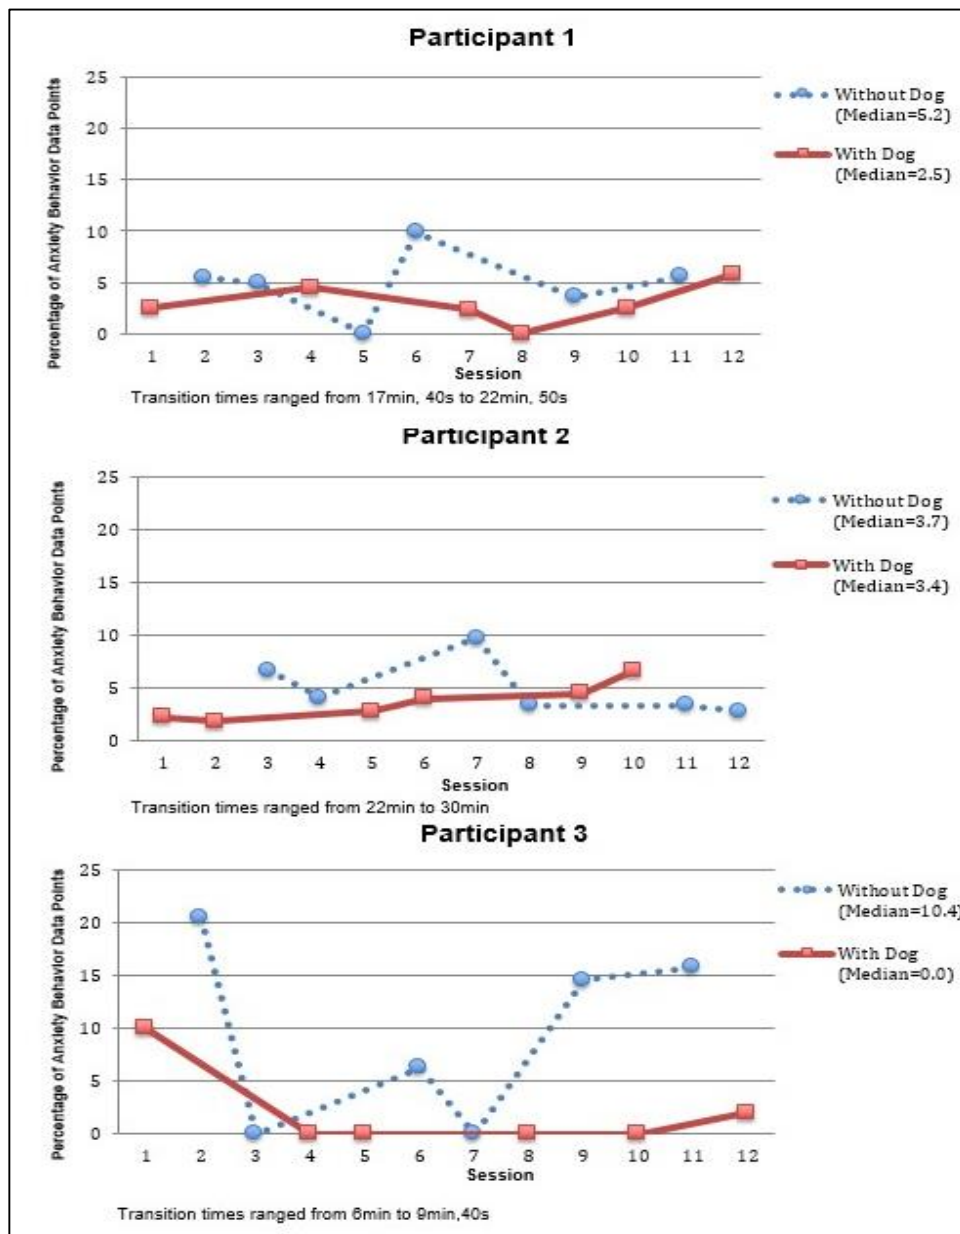 Participant 1
Percentage of Anxiety Behavior Data Points
25
20
15
10
5
0
1 2 3 4 5 6 7 8 9 10 11 12
Session
Without Dog
(Median=5.2)
With Dog
(Median=2.5)
Transition times ranged from 17min, 40s to 22min, 50s
Participant 2
Percentage of Anxiety Behavior Data Points
25
20
15
10
5
0
1 2 3 4 5 6 7 8 9 10 11 12
Session
Without Dog
(Median=3.7)
With Dog
(Median=3.4)
Transition times ranged from 22min to 30min
Participant 3
Percentage of Anxiety Behavior Data Points
25
20
15
10
5
0
1 2 3 4 5 6 7 8 9 10 11 12
Session
Without Dog
(Median=10.4)
With Dog
(Median=0.0)
Transition times ranged from 6min to 9min,40s